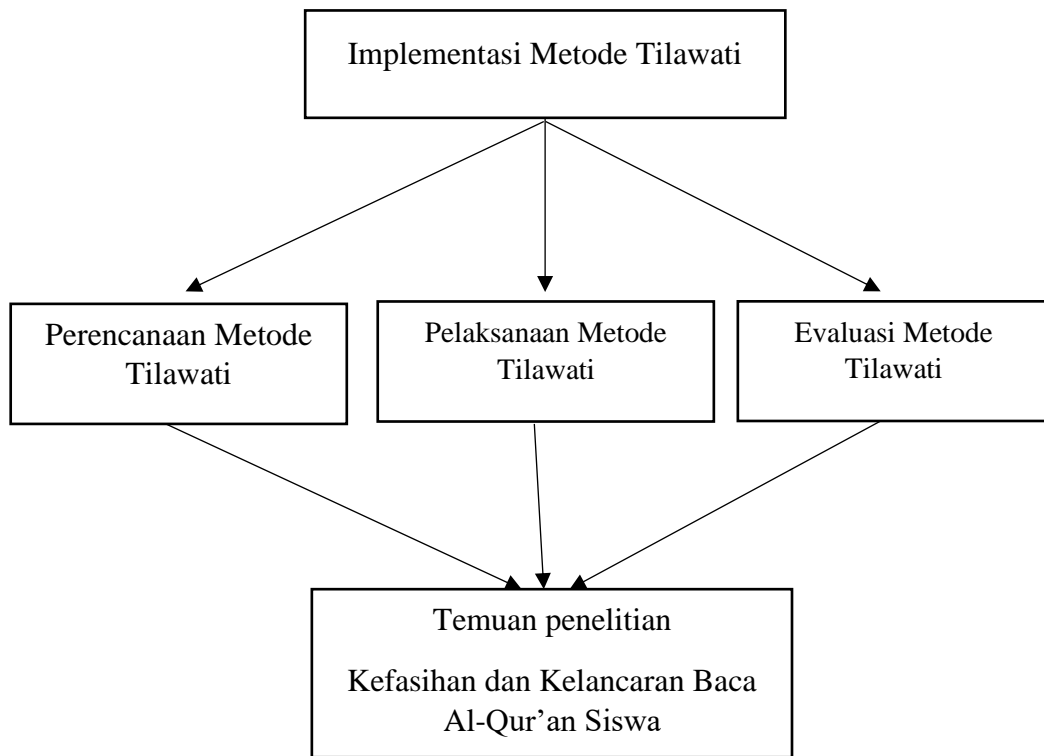 Implementasi Metode Tilawati
Perencanaan Metode
Tilawati
Pelaksanaan Metode
Tilawati
Evaluasi Metode
Tilawati
Temuan penelitian
Kefasihan dan Kelancaran Baca
Al-Qur’an Siswa